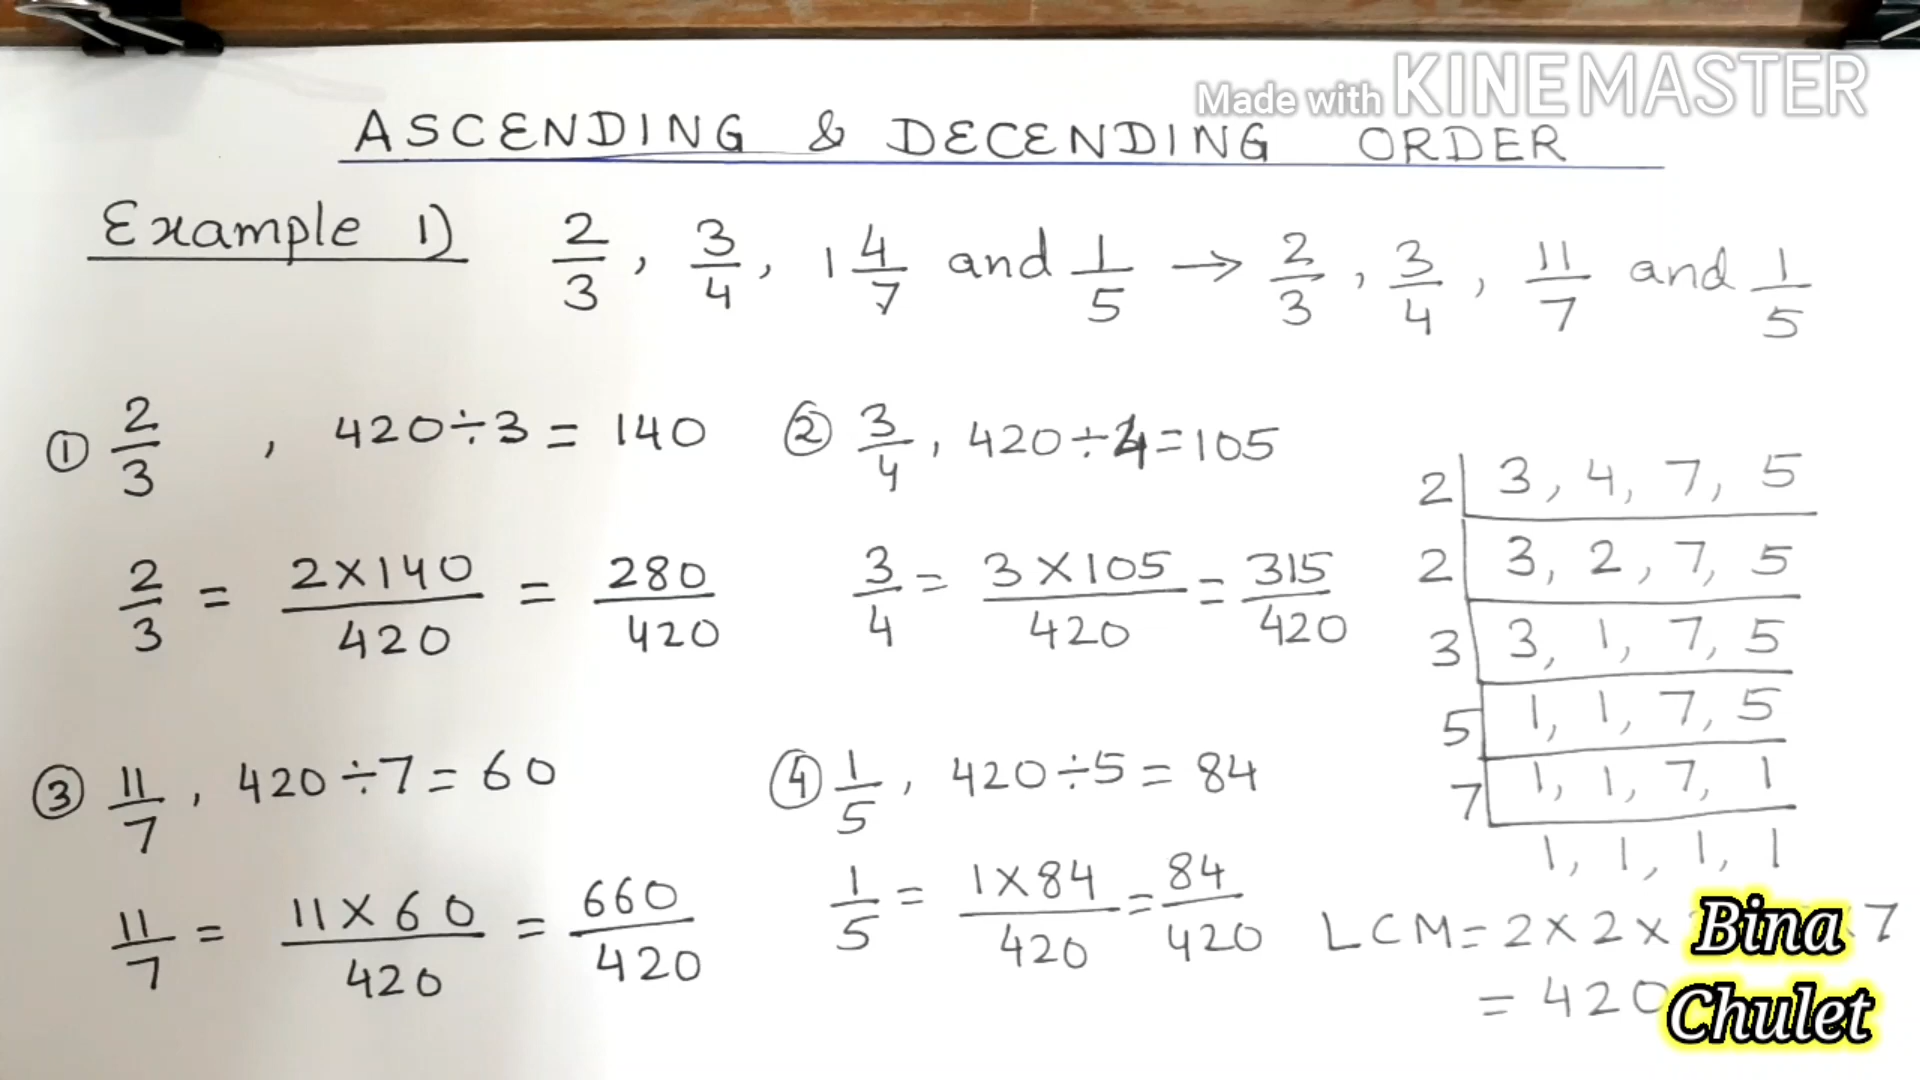 Made with KINEMASTER
ASCENDING & DECENDING ORDER
Example 1) 2/3, 3/4, 1 4/7 and 1/5 → 2/3, 3/4, 11/7 and 1/5
① 2/3 , 420÷3 = 140
2/3 = 2×140/420 = 280/420
② 3/4, 420÷4=105
3/4 = 3×105/420 = 315/420
③ 11/7, 420÷7=60
11/7 = 11×60/420 = 660/420
④ 1/5, 420÷5=84
1/5 = 1×84/420 = 84/420
2 | 3, 4, 7, 5
2 | 3, 2, 7, 5
3 | 3, 1, 7, 5
5 | 1, 1, 7, 5
7 | 1, 1, 7, 1
1, 1, 1, 1
LCM = 2×2× ×7
= 420
Bina
Chulet